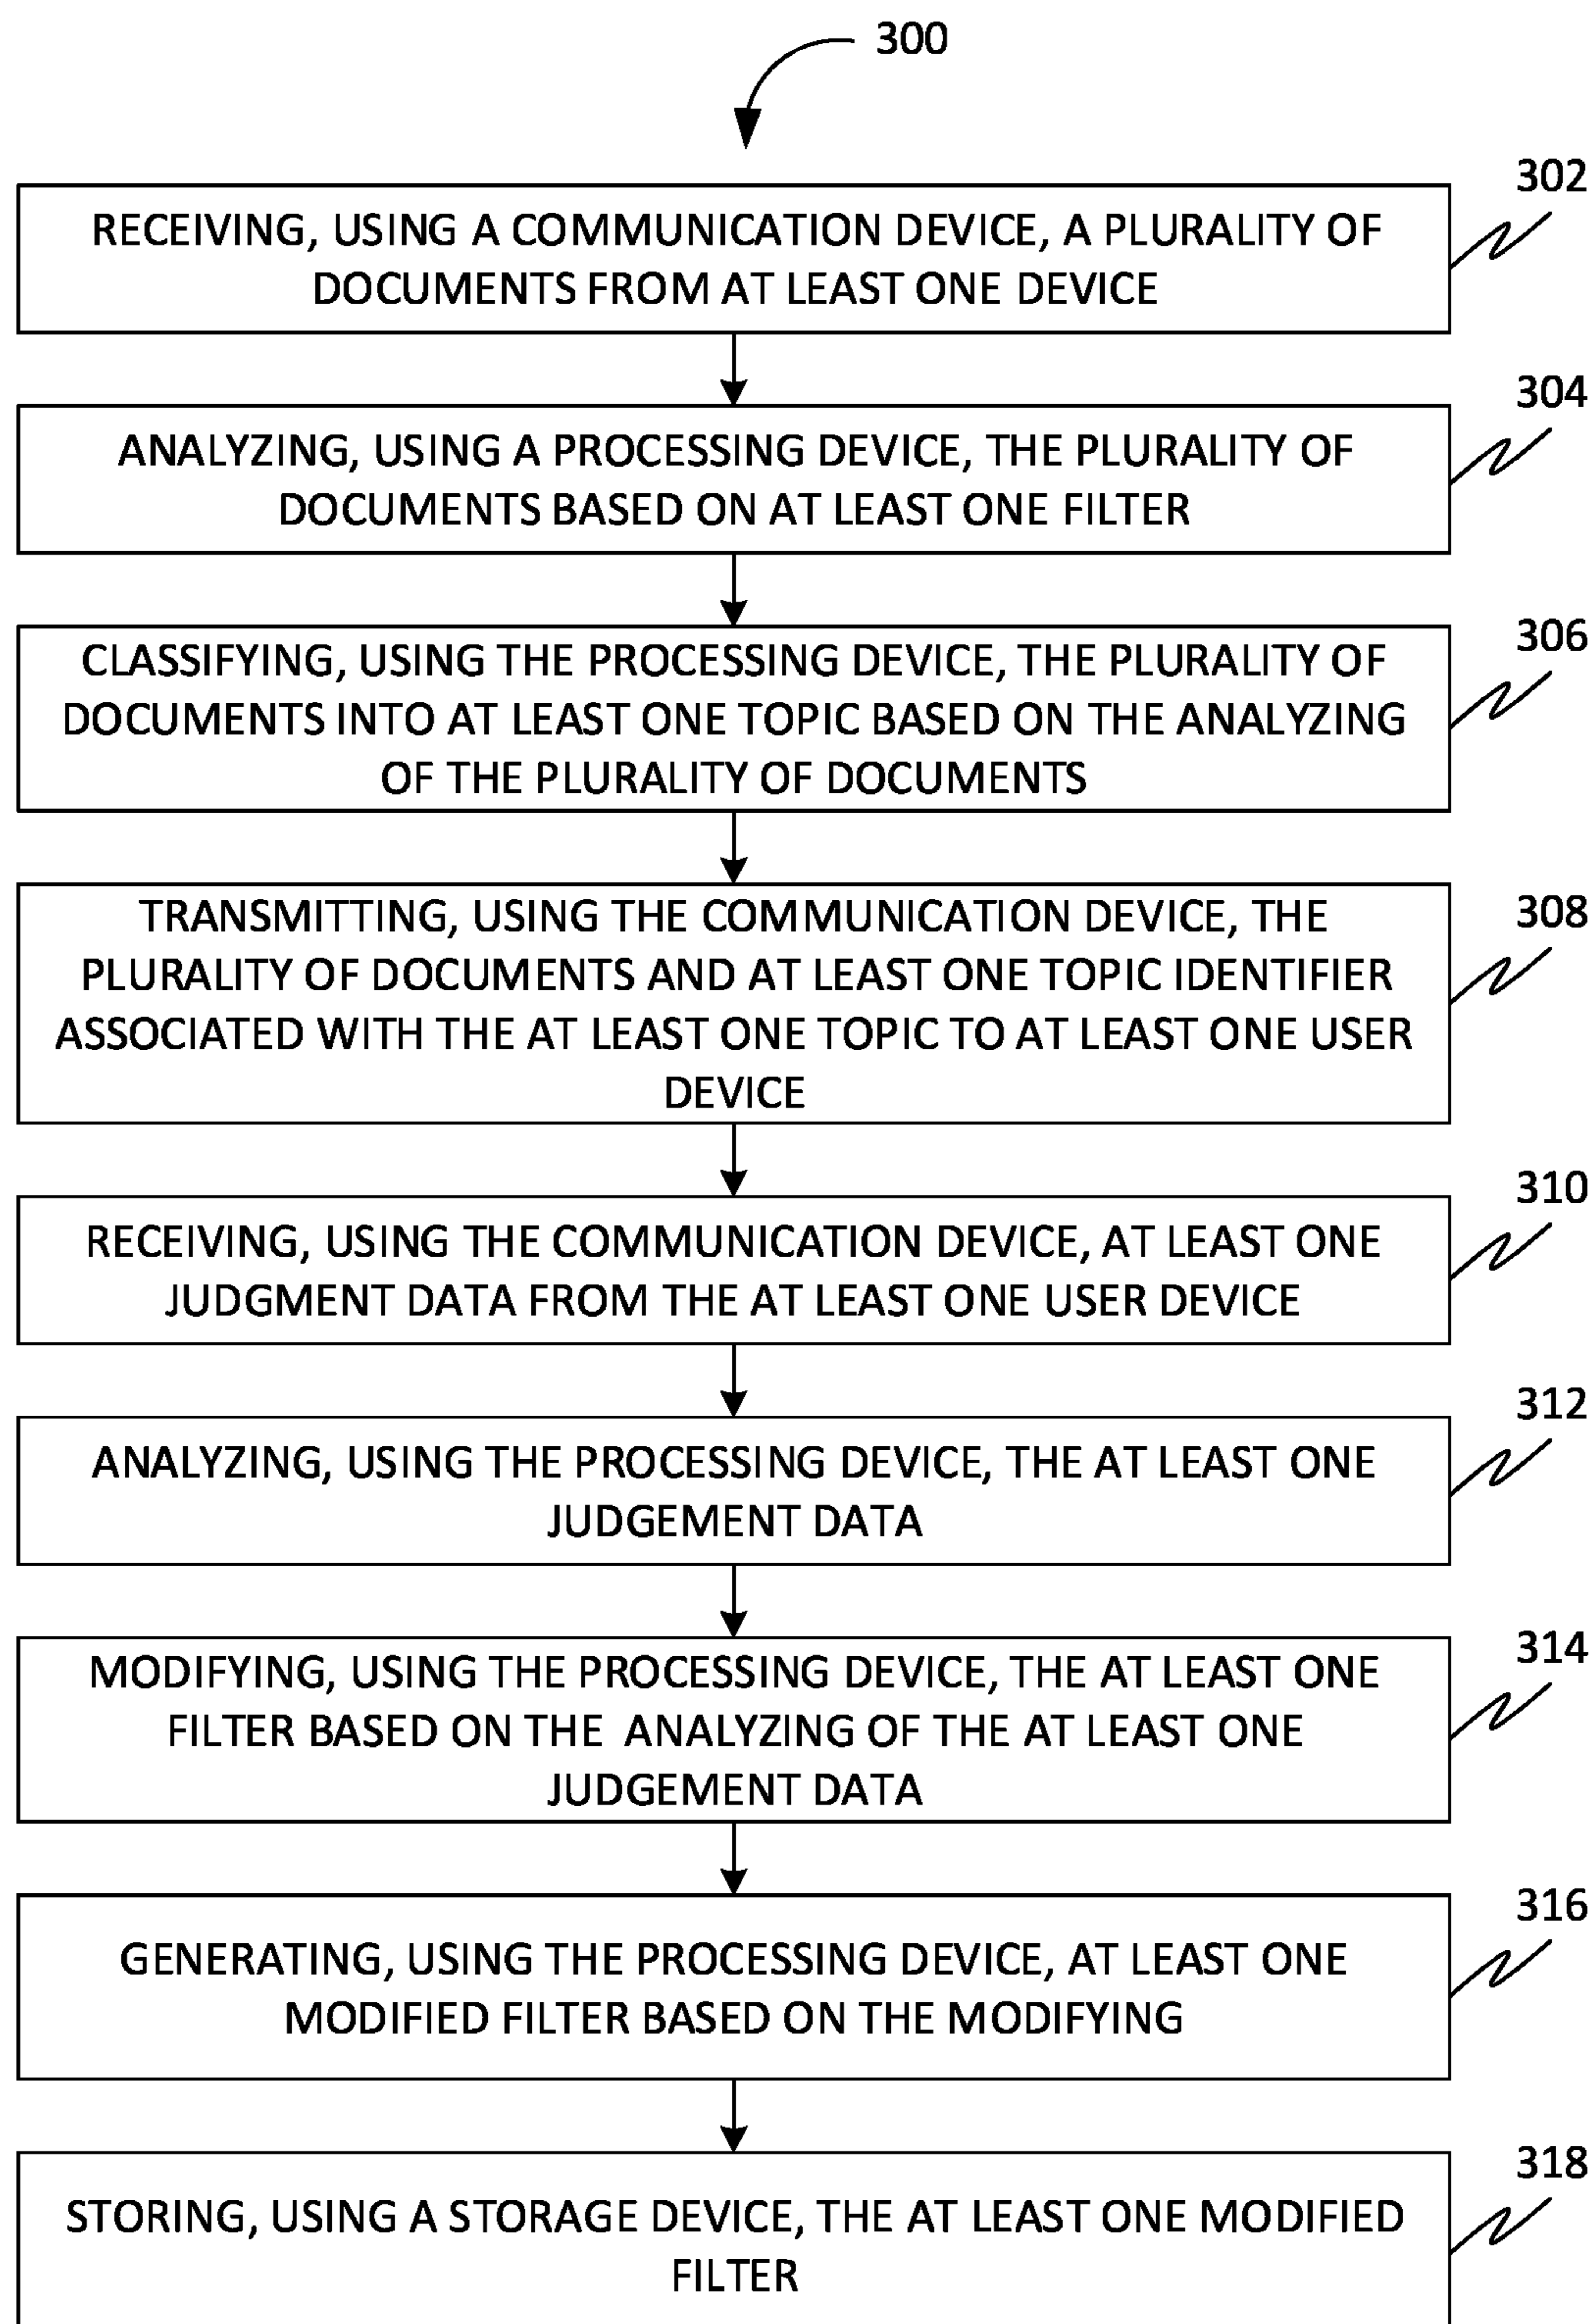 300
302
RECEIVING, USING A COMMUNICATION DEVICE, A PLURALITY OF
DOCUMENTS FROM AT LEAST ONE DEVICE
304
ANALYZING, USING A PROCESSING DEVICE, THE PLURALITY OF
DOCUMENTS BASED ON AT LEAST ONE FILTER
306
CLASSIFYING, USING THE PROCESSING DEVICE, THE PLURALITY OF
DOCUMENTS INTO AT LEAST ONE TOPIC BASED ON THE ANALYZING
OF THE PLURALITY OF DOCUMENTS
308
TRANSMITTING, USING THE COMMUNICATION DEVICE, THE
PLURALITY OF DOCUMENTS AND AT LEAST ONE TOPIC IDENTIFIER
ASSOCIATED WITH THE AT LEAST ONE TOPIC TO AT LEAST ONE USER
DEVICE
310
RECEIVING, USING THE COMMUNICATION DEVICE, AT LEAST ONE
JUDGMENT DATA FROM THE AT LEAST ONE USER DEVICE
312
ANALYZING, USING THE PROCESSING DEVICE, THE AT LEAST ONE
JUDGEMENT DATA
314
MODIFYING, USING THE PROCESSING DEVICE, THE AT LEAST ONE
FILTER BASED ON THE ANALYZING OF THE AT LEAST ONE
JUDGEMENT DATA
316
GENERATING, USING THE PROCESSING DEVICE, AT LEAST ONE
MODIFIED FILTER BASED ON THE MODIFYING
318
STORING, USING A STORAGE DEVICE, THE AT LEAST ONE MODIFIED
FILTER